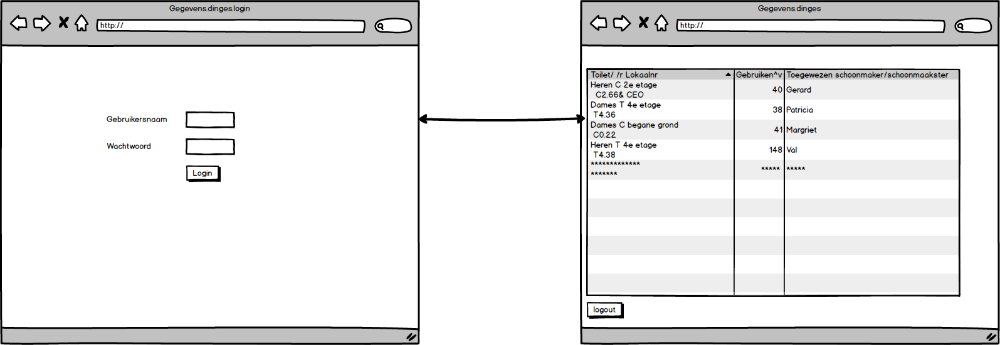 Gegevens.dinges.login
http://
Gebruikersnaam
Wachtwoord
Login
Gegevens.dinges
http://
Toilet/ /r Lokaalnr Gebruiken^v Toegewezen schoonmaker/schoonmaakster
Heren C 2e etage
C2.66& CEO 40 Gerard
Dames T 4e etage
T4.36 38 Patricia
Dames C begane grond
C0.22 41 Margriet
Heren T 4e etage
T4.38 148 Val
*************
******* ***** *****
logout